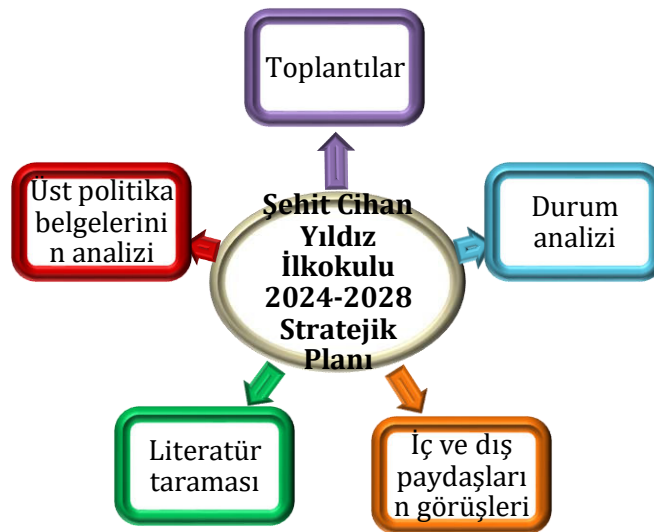 Toplantılar
Üst politika
belgelerini
n analizi
Şehit Cihan
Yıldız
İlkokulu
2024-2028
Stratejik
Planı
Durum
analizi
Literatür
taraması
İç ve dış
paydaşları
n görüşleri